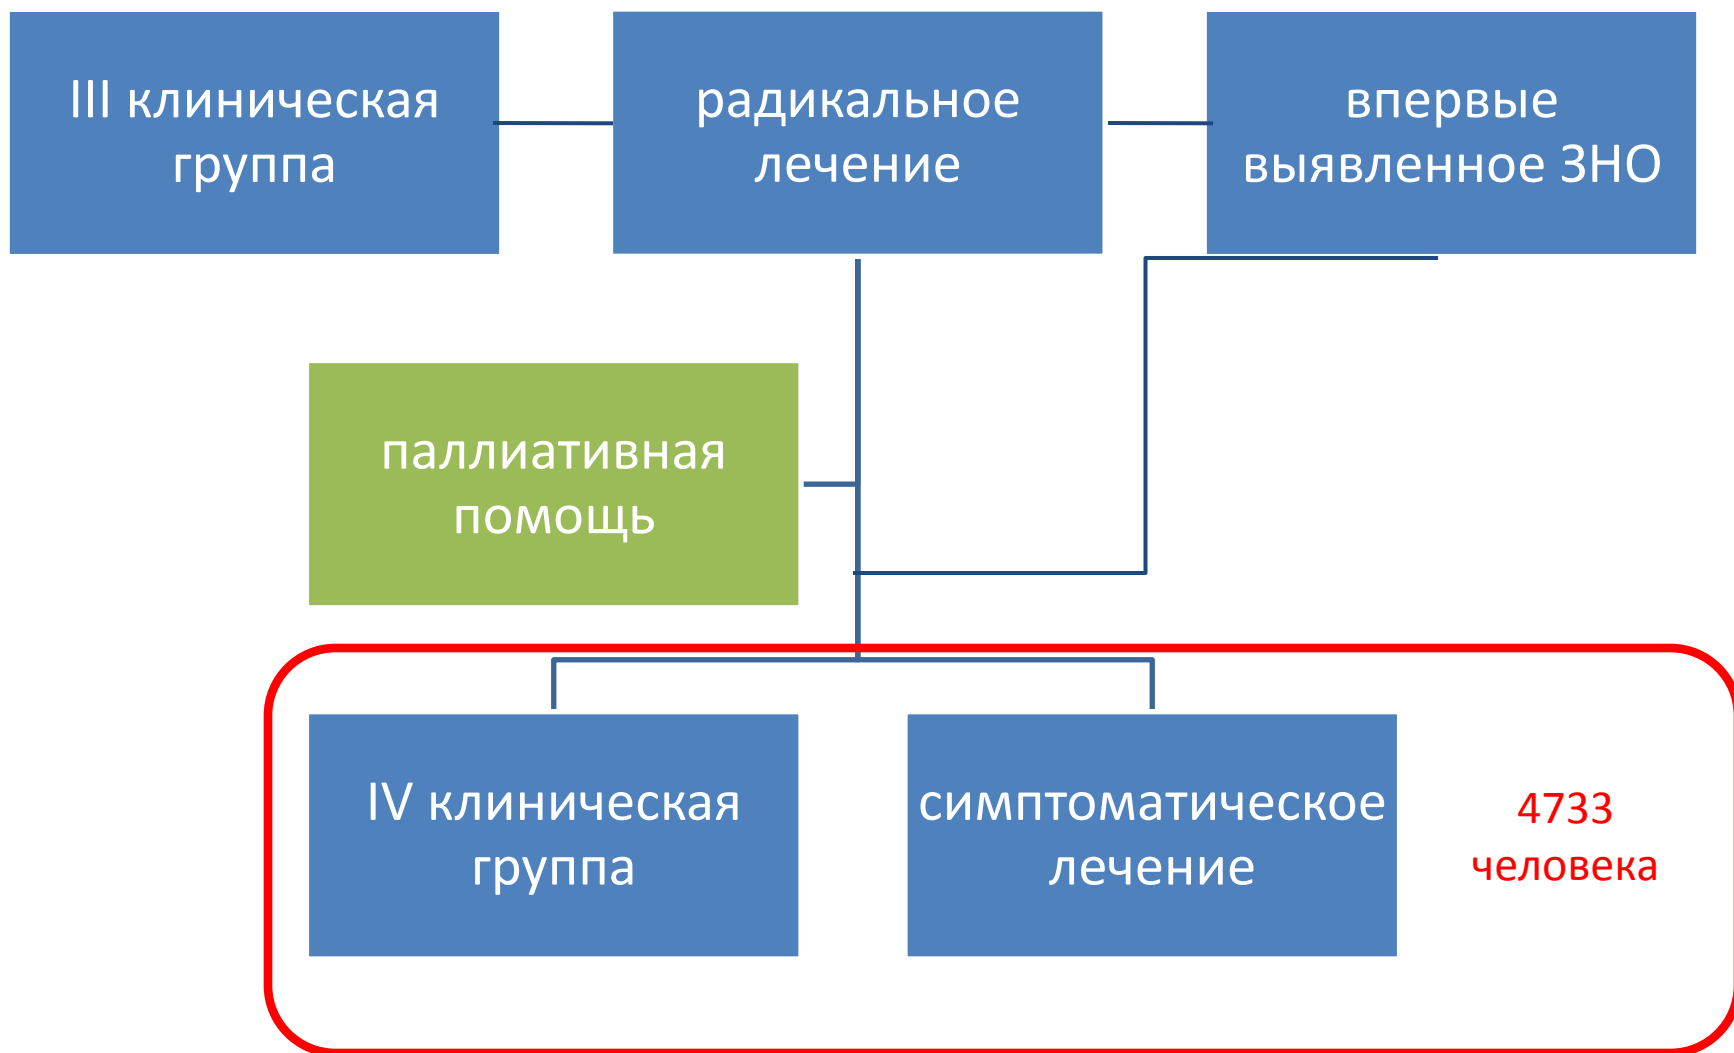 III клиническая
группа
радикальное
лечение
впервые
выявленное ЗНО
паллиативная
помощь
IV клиническая
группа
симптоматическое
лечение
4733
человека